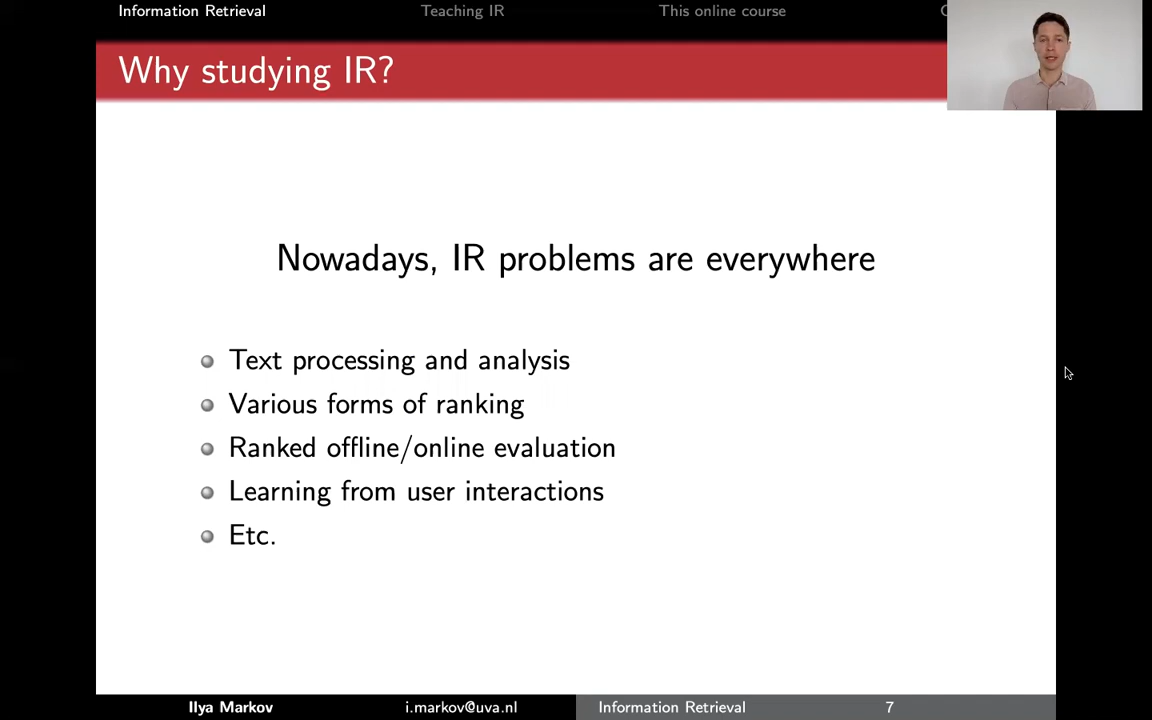 Information Retrieval
Teaching IR
This online course
Why studying IR?
Nowadays, IR problems are everywhere
Text processing and analysis
Various forms of ranking
Ranked offline/online evaluation
Learning from user interactions
Etc.
Ilya Markov
i.markov@uva.nl
Information Retrieval
7